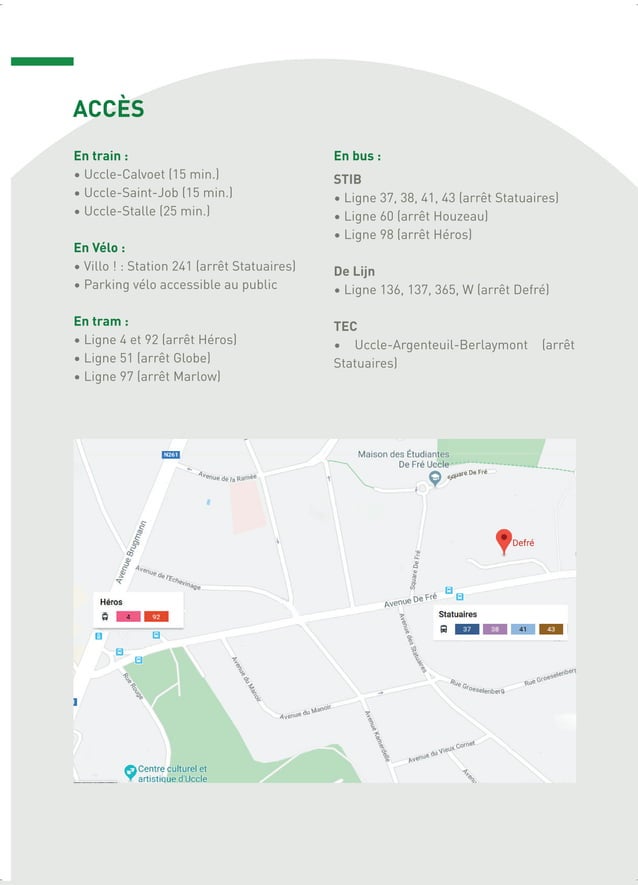 ACCÈS
En train :
• Uccle-Calvoet (15 min.)
• Uccle-Saint-Job (15 min.)
• Uccle-Stalle (25 min.)
En Vélo :
• Villo ! : Station 241 (arrêt Statuaires)
• Parking vélo accessible au public
En tram :
• Ligne 4 et 92 (arrêt Héros)
• Ligne 51 (arrêt Globe)
• Ligne 97 (arrêt Marlow)
En bus :
STIB
• Ligne 37, 38, 41, 43 (arrêt Statuaires)
• Ligne 60 (arrêt Houzeau)
• Ligne 98 (arrêt Héros)
De Lijn
• Ligne 136, 137, 365, W (arrêt Defré)
TEC
• Uccle-Argenteuil-Berlaymont (arrêt
Statuaires)
N261
Maison des Étudiantes
De Fré Uccle
Square De Fré
Avenue de la Ramée
Defré
Avenue Brugmann
Avenue de l'Echevinage
Square De Fré
Avenue De Fré
Héros
4 92
Statuaires
37 38 41 43
Avenue des Statuaires
Rue Rouge
Avenue du Manoir
Avenue du Manoir
Rue Groeselenberg
Rue Groeselenberg
Avenue Kamerdelle
Avenue du Vieux Cornet
Centre culturel et
artistique d'Uccle